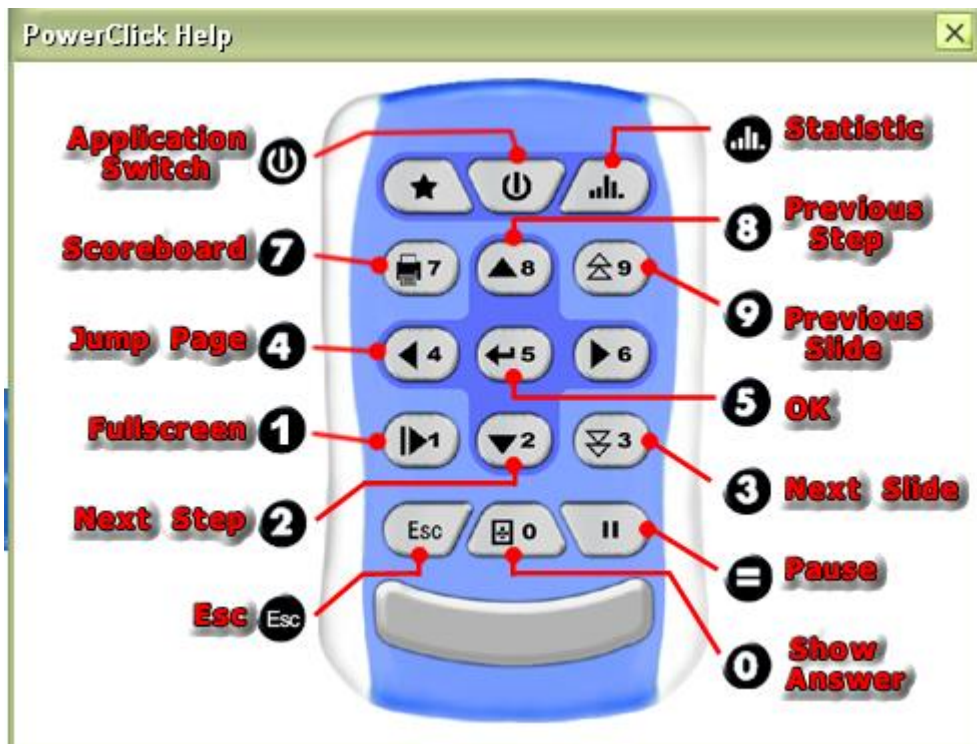 PowerClick Help
Application
Switch
Statistic
8 Previous
Step
Scoreboard 7
7
8
9
9 Previous
Slide
Jump Page 4
4
5
6
5 OK
Fullscreen 1
1
2
3
3 Next Slide
Next Step 2
Esc
0
Pause
Esc Esc
0 Show
Answer